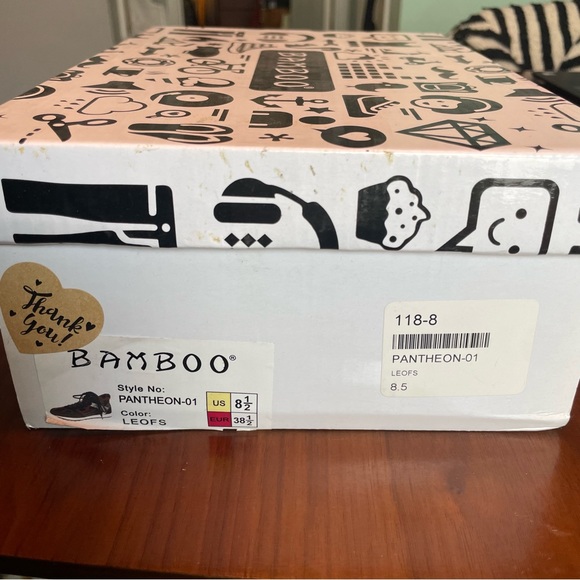 BAMBOO
Thank
you!
BAMBOO®
Style No:
PANTHEON-01
Color:
LEOFS
US 8½
EUR 38½
118-8
PANTHEON-01
LEOFS
8.5